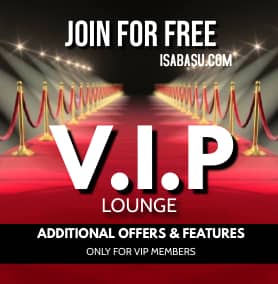 JOIN FOR FREE
ISABASU.COM
V.I.P
LOUNGE
ADDITIONAL OFFERS & FEATURES
ONLY FOR VIP MEMBERS